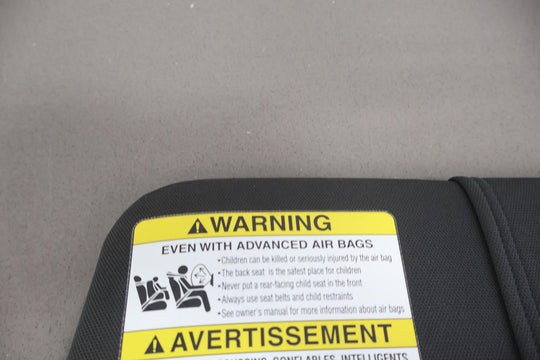 WARNING
EVEN WITH ADVANCED AIR BAGS
• Children can be killed or seriously injured by the air bag
• The back seat is the safest place for children
• Never put a rear-facing child seat in the front
• Always use seat belts and child restraints
• See owner's manual for more information about air bags
AVERTISSEMENT
GONFLABLES INTELLIGENTS